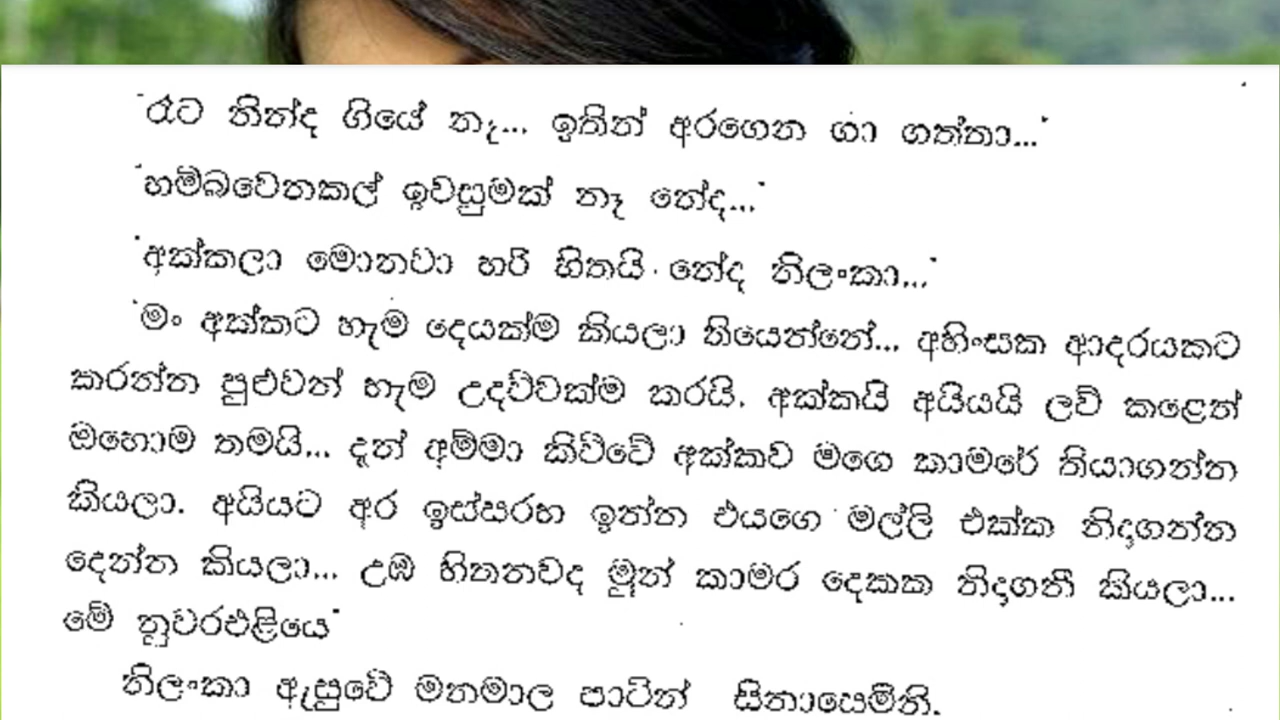 'රෑට නින්ද ගියේ නෑ... ඉතින් අරගෙන ගා ගත්තා...'
'හම්බවෙනකල් ඉවසුමක් නෑ නේද...'
'අක්කලා මොනවා හරි හිතයි නේද නිලංකා...'
'මං අක්කට හැම දෙයක්ම කියලා තියෙන්නේ... අහිංසක ආදරයකට
කරන්න පුළුවන් හැම උදව්වක්ම කරයි. අක්කයි අයියයි ලව් කළෙත්
ඔහොම තමයි... දැන් අම්මා කිව්වේ අක්කව මගෙ කාමරේ තියාගන්න
කියලා. අයියට අර ඉස්සරහ ඉන්න එයගෙ මල්ලි එක්ක නිදාගන්න
දෙන්න කියලා... උඹ හිතනවද මූන් කාමර දෙකක නිදාගනී කියලා...
මේ නුවරඑළියෙ'
නිලංකා ඇසුවේ මනමාල පාටින් සිනායෙමිනි.